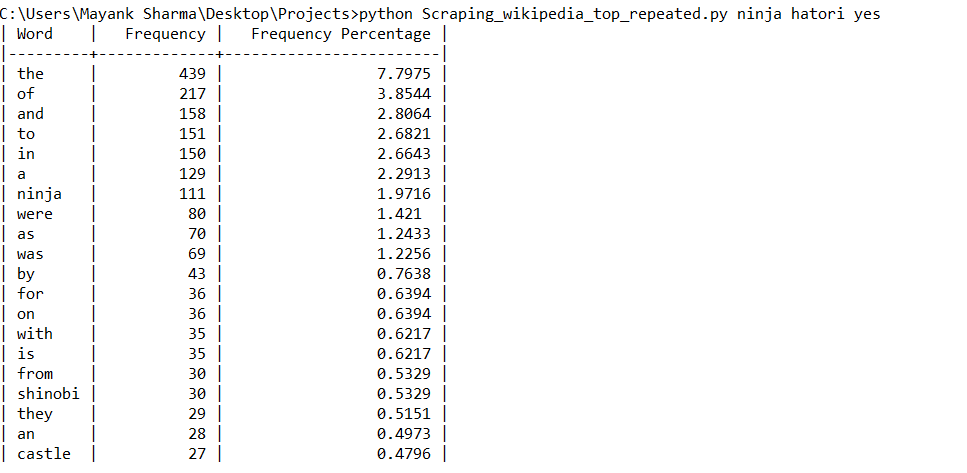 C:\Users\Mayank Sharma\Desktop\Projects>python Scraping_wikipedia_top_repeated.py ninja hatori yes
| Word    |   Frequency |   Frequency Percentage |
|---------+-------------+------------------------|
| the     |         439 |                 7.7975 |
| of      |         217 |                 3.8544 |
| and     |         158 |                 2.8064 |
| to      |         151 |                 2.6821 |
| in      |         150 |                 2.6643 |
| a       |         129 |                 2.2913 |
| ninja   |         111 |                 1.9716 |
| were    |          80 |                 1.421  |
| as      |          70 |                 1.2433 |
| was     |          69 |                 1.2256 |
| by      |          43 |                 0.7638 |
| for     |          36 |                 0.6394 |
| on      |          36 |                 0.6394 |
| with    |          35 |                 0.6217 |
| is      |          35 |                 0.6217 |
| from    |          30 |                 0.5329 |
| shinobi |          30 |                 0.5329 |
| they    |          29 |                 0.5151 |
| an      |          28 |                 0.4973 |
| castle  |          27 |                 0.4796 |